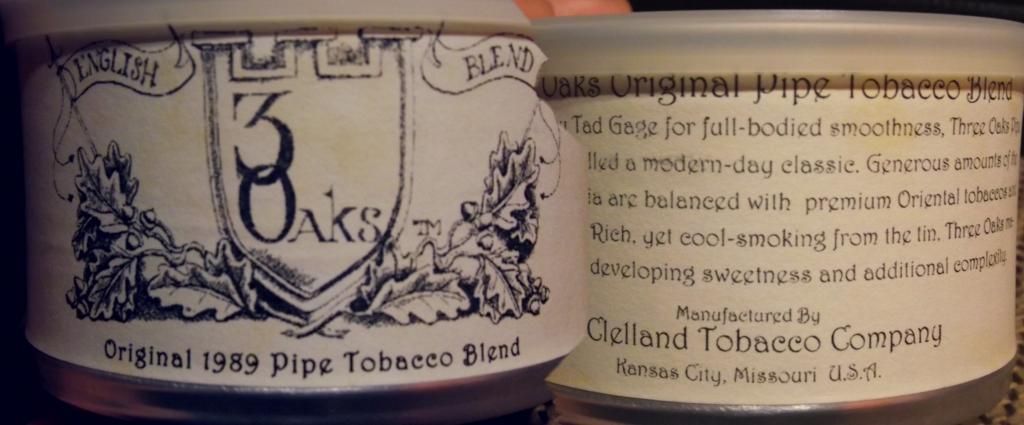 ENGLISH
BLEND
3
OAKS ™
Original 1989 Pipe Tobacco Blend
Oaks Original Pipe Tobacco Blend
Tad Gage for full-bodied smoothness, Three Oaks
a modern-day classic. Generous amounts of
are balanced with premium Oriental tobaccos
Rich, yet cool-smoking from the tin, Three Oaks
developing sweetness and additional complexity.
Manufactured By
Clelland Tobacco Company
Kansas City, Missouri U.S.A.